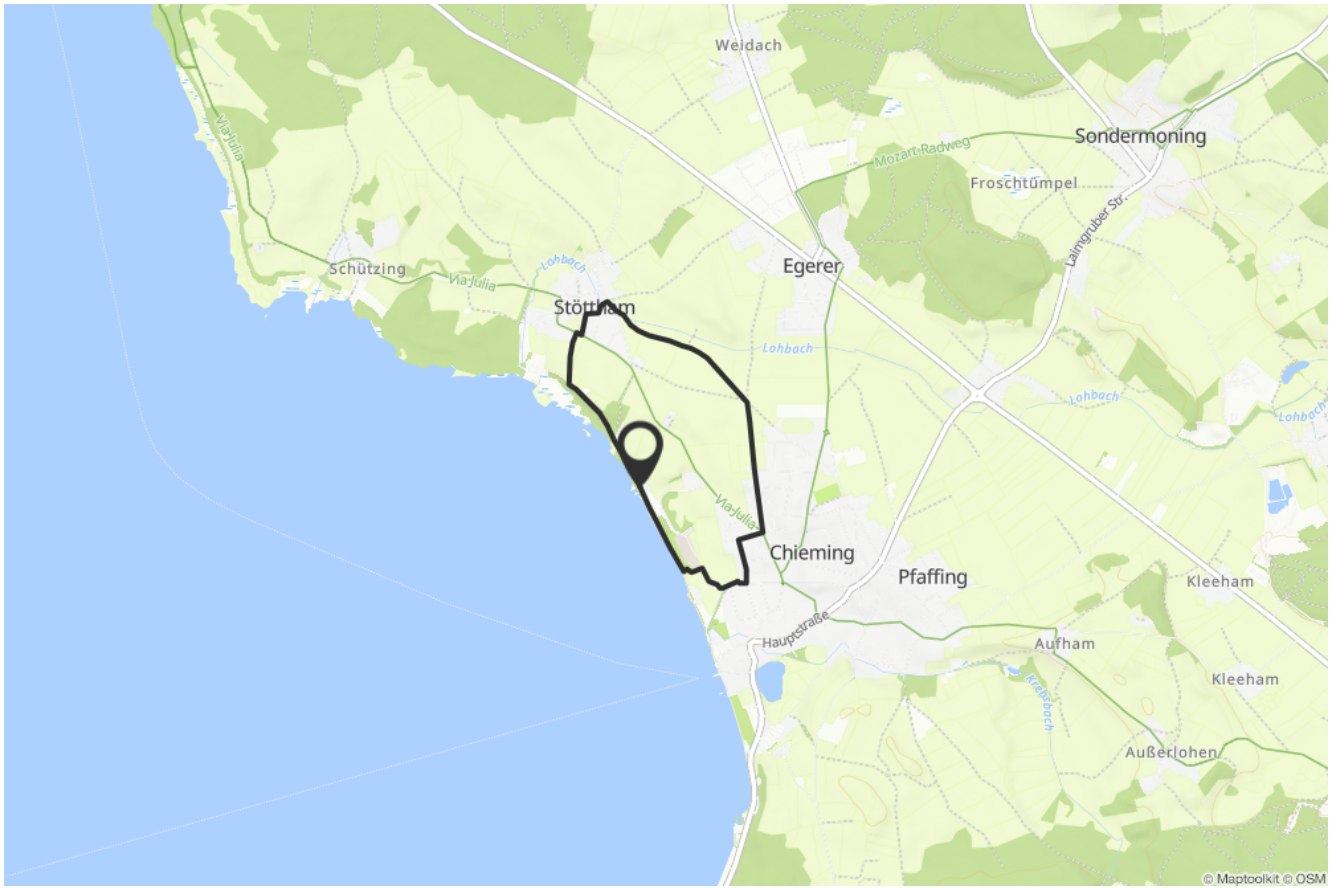 Weidach
Sondermoning
Mozart-Radweg
Froschtümpel
Via Julia
Laimgruber Str.
Egerer
Schützing
Lohbach
Via Julia
Stöttham
Lohbach
Lohbach
Lohbach
Via Julia
Chieming
Pfaffing
Kleeham
Hauptstraße
Aufham
Kleeham
Krebsbach
Außerlohen
© Maptoolkit © OSM